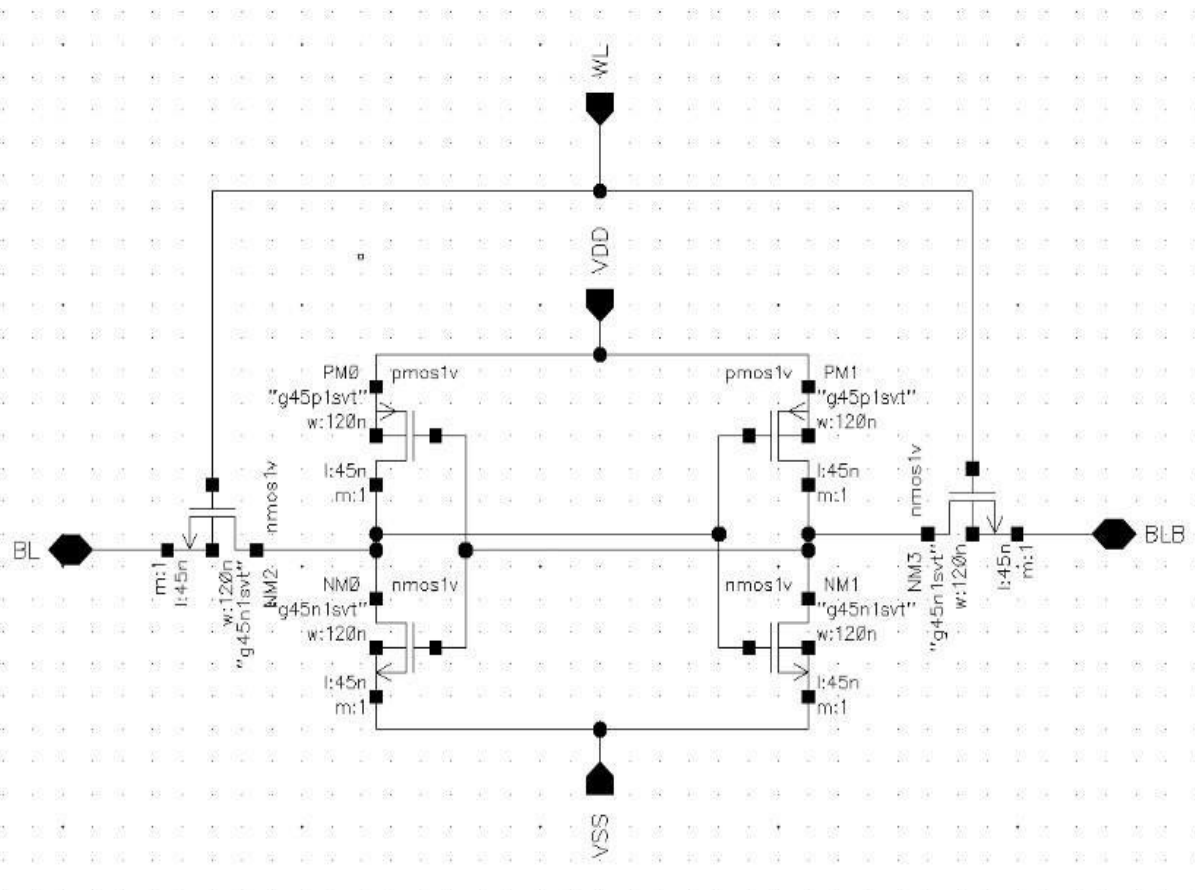 WL
VDD
PM0
pmos1v
"g45p1svt"
w:120n
l:45n
m:1
pmos1v
PM1
"g45p1svt"
w:120n
l:45n
m:1
BL
m:1
l:45n
w:120n
"g45n1svt"
NM2
nmos1v
NM0
nmos1v
"g45n1svt"
w:120n
l:45n
m:1
nmos1v
NM1
"g45n1svt"
w:120n
l:45n
m:1
nmos1v
NM3
"g45n1svt"
w:120n
l:45n
m:1
BLB
VSS